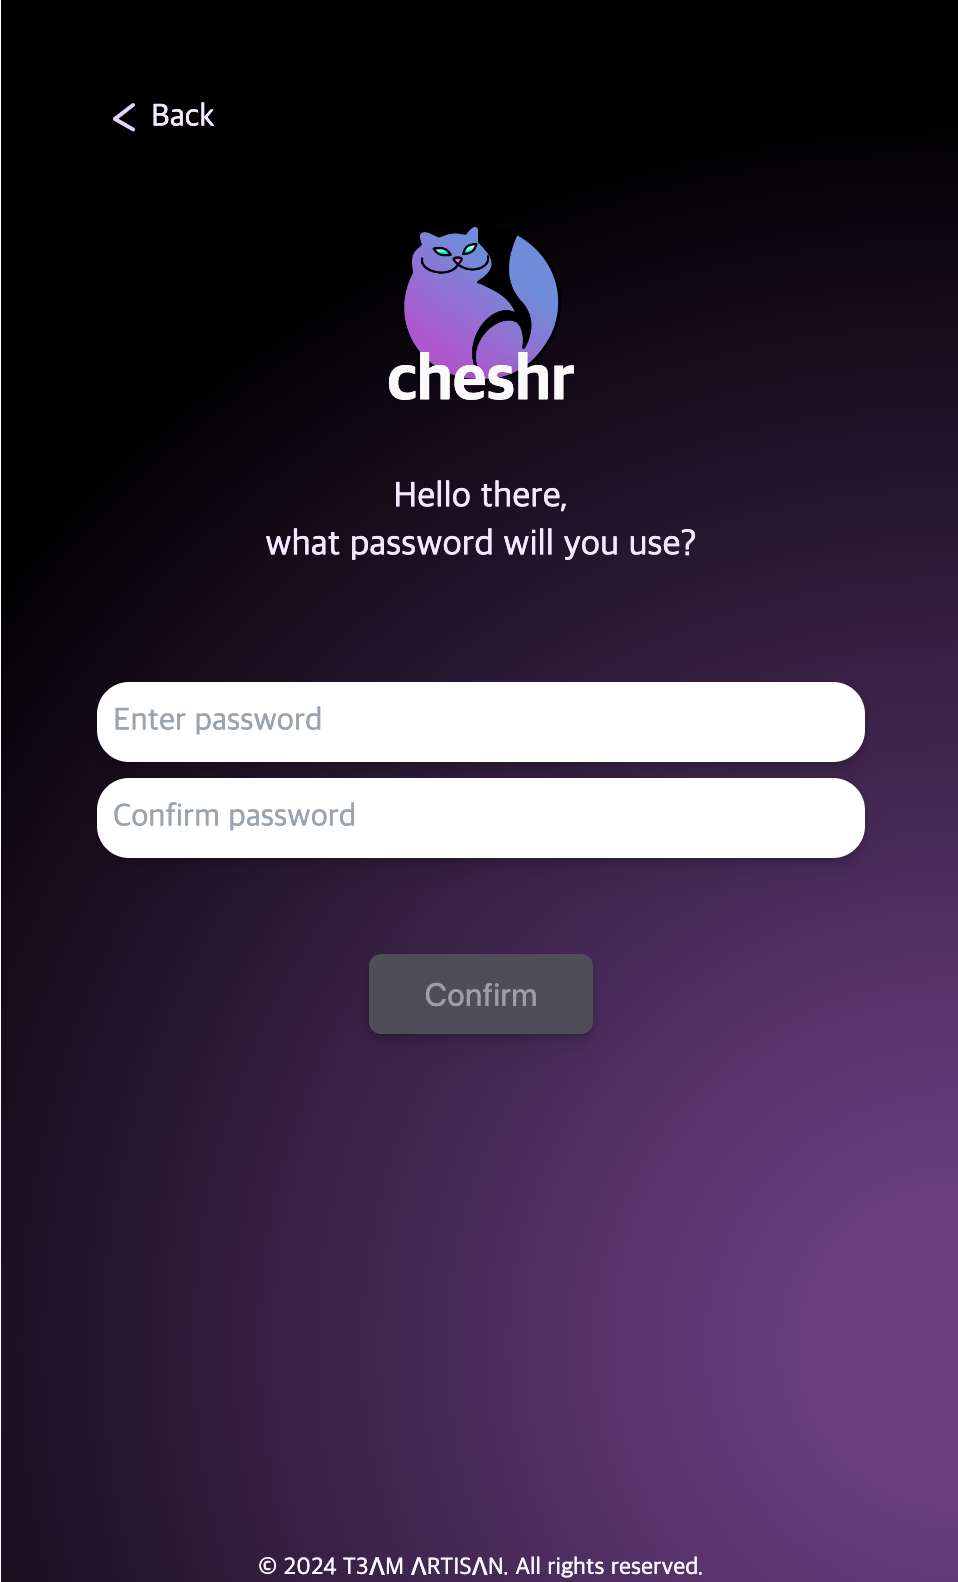 Back
cheshr
Hello there,
what password will you use?
Enter password
Confirm password
Confirm
© 2024 T3ΛM ΛRTISΛN. All rights reserved.